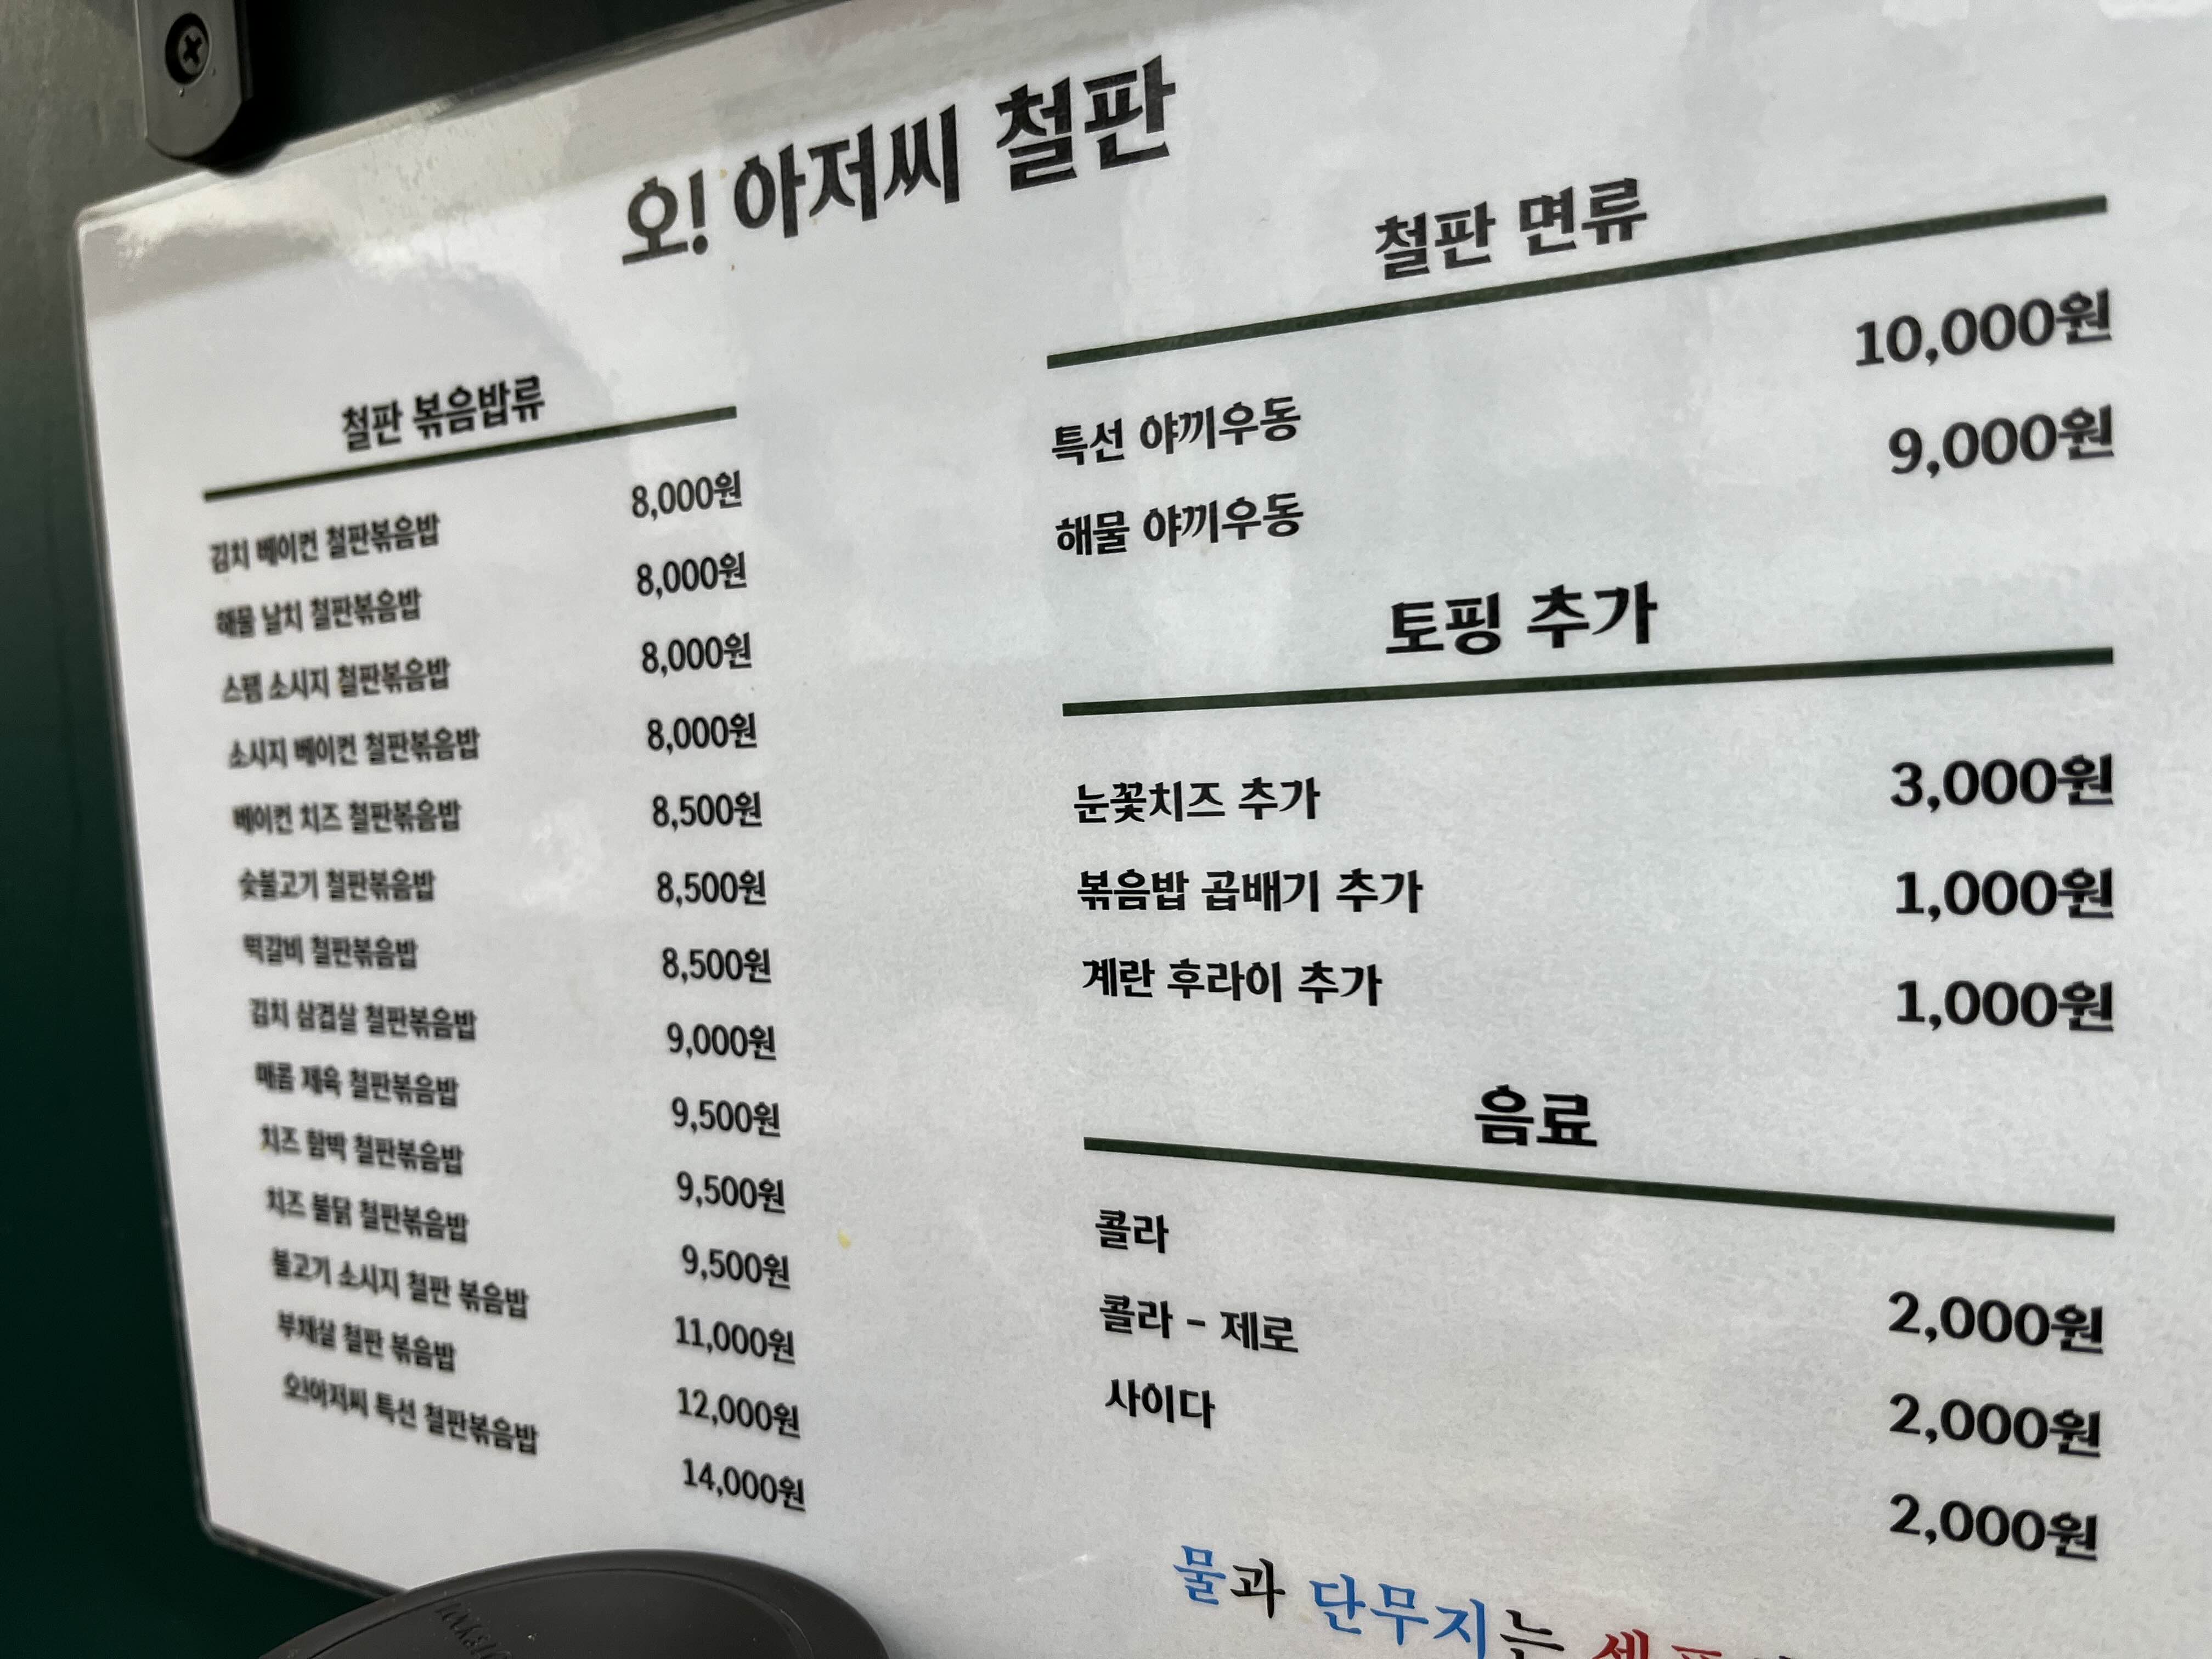 오! 아저씨 철판
철판 볶음밥류
김치 베이컨 철판볶음밥 8,000원
해물 날치 철판볶음밥 8,000원
스팸 소시지 철판볶음밥 8,000원
소시지 베이컨 철판볶음밥 8,000원
베이컨 치즈 철판볶음밥 8,500원
숯불고기 철판볶음밥 8,500원
떡갈비 철판볶음밥 8,500원
김치 삼겹살 철판볶음밥 9,000원
매콤 제육 철판볶음밥 9,500원
치즈 함박 철판볶음밥 9,500원
치즈 불닭 철판볶음밥 9,500원
불고기 소시지 철판 볶음밥 11,000원
부채살 철판 볶음밥 12,000원
오!아저씨 특선 철판볶음밥 14,000원
철판 면류
특선 야끼우동 10,000원
해물 야끼우동 9,000원
토핑 추가
눈꽃치즈 추가 3,000원
볶음밥 곱배기 추가 1,000원
계란 후라이 추가 1,000원
음료
콜라 2,000원
콜라 - 제로 2,000원
사이다 2,000원
물과 단무지는